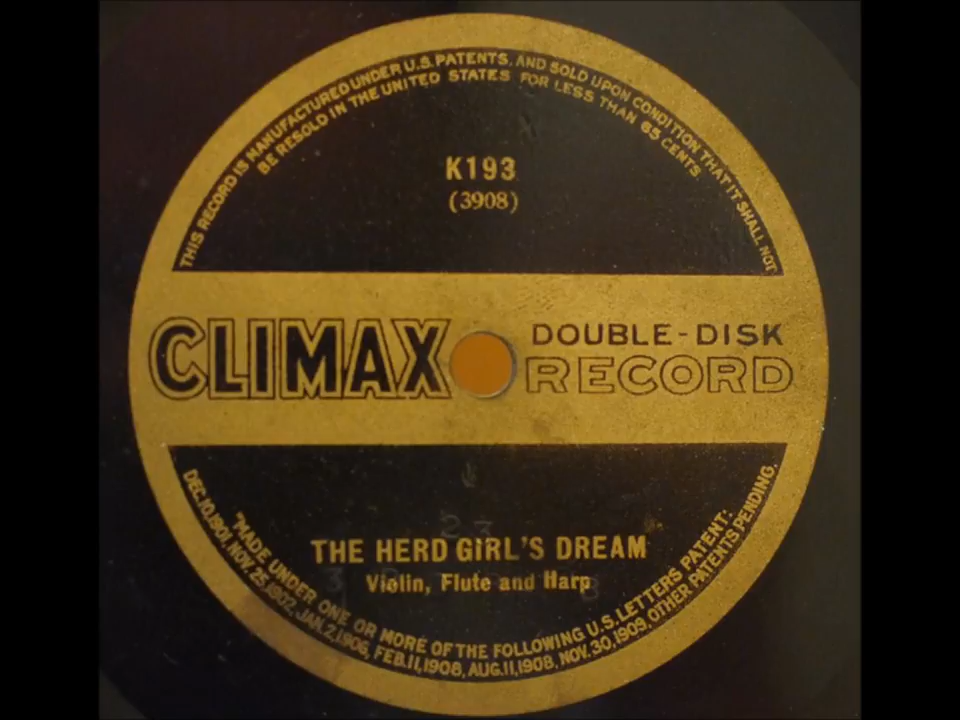 THIS RECORD IS MANUFACTURED UNDER U.S. PATENTS, AND SOLD UPON CONDITION THAT IT SHALL NOT
BE RESOLD IN THE UNITED STATES FOR LESS THAN 65 CENTS.
K193
(3908)
CLIMAX
DOUBLE-DISK
RECORD
23
THE HERD GIRL'S DREAM
Violin, Flute and Harp
"MADE UNDER ONE OR MORE OF THE FOLLOWING U.S. LETTERS PATENT:
DEC.10,1901, NOV.25,1902, JAN.2,1906, FEB.11,1908, AUG.11,1908, NOV.30,1909, OTHER PATENTS PENDING.